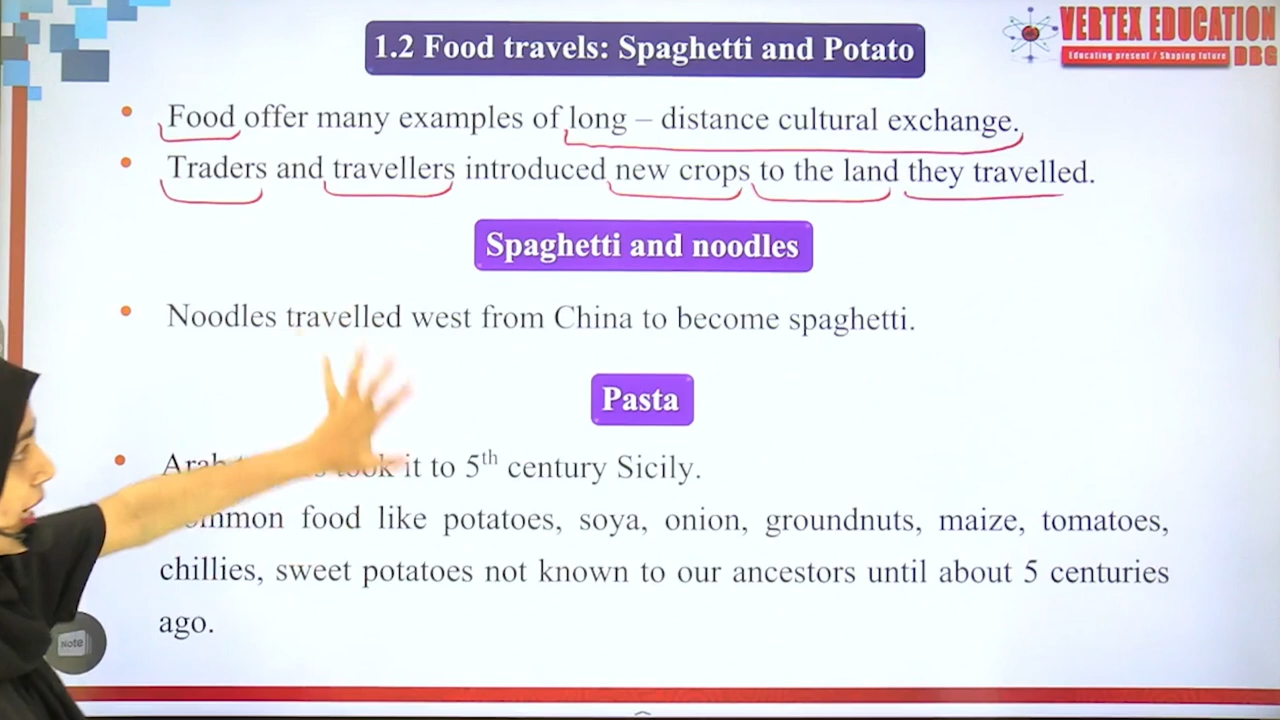 1.2 Food travels: Spaghetti and Potato
VERTEX EDUCATION
Educating present / Shaping future
DBG
Food offer many examples of long – distance cultural exchange.
Traders and travellers introduced new crops to the land they travelled.
Spaghetti and noodles
Noodles travelled west from China to become spaghetti.
Pasta
Arab took it to 5th century Sicily.
food like potatoes, soya, onion, groundnuts, maize, tomatoes,
chillies, sweet potatoes not known to our ancestors until about 5 centuries
ago.
Note